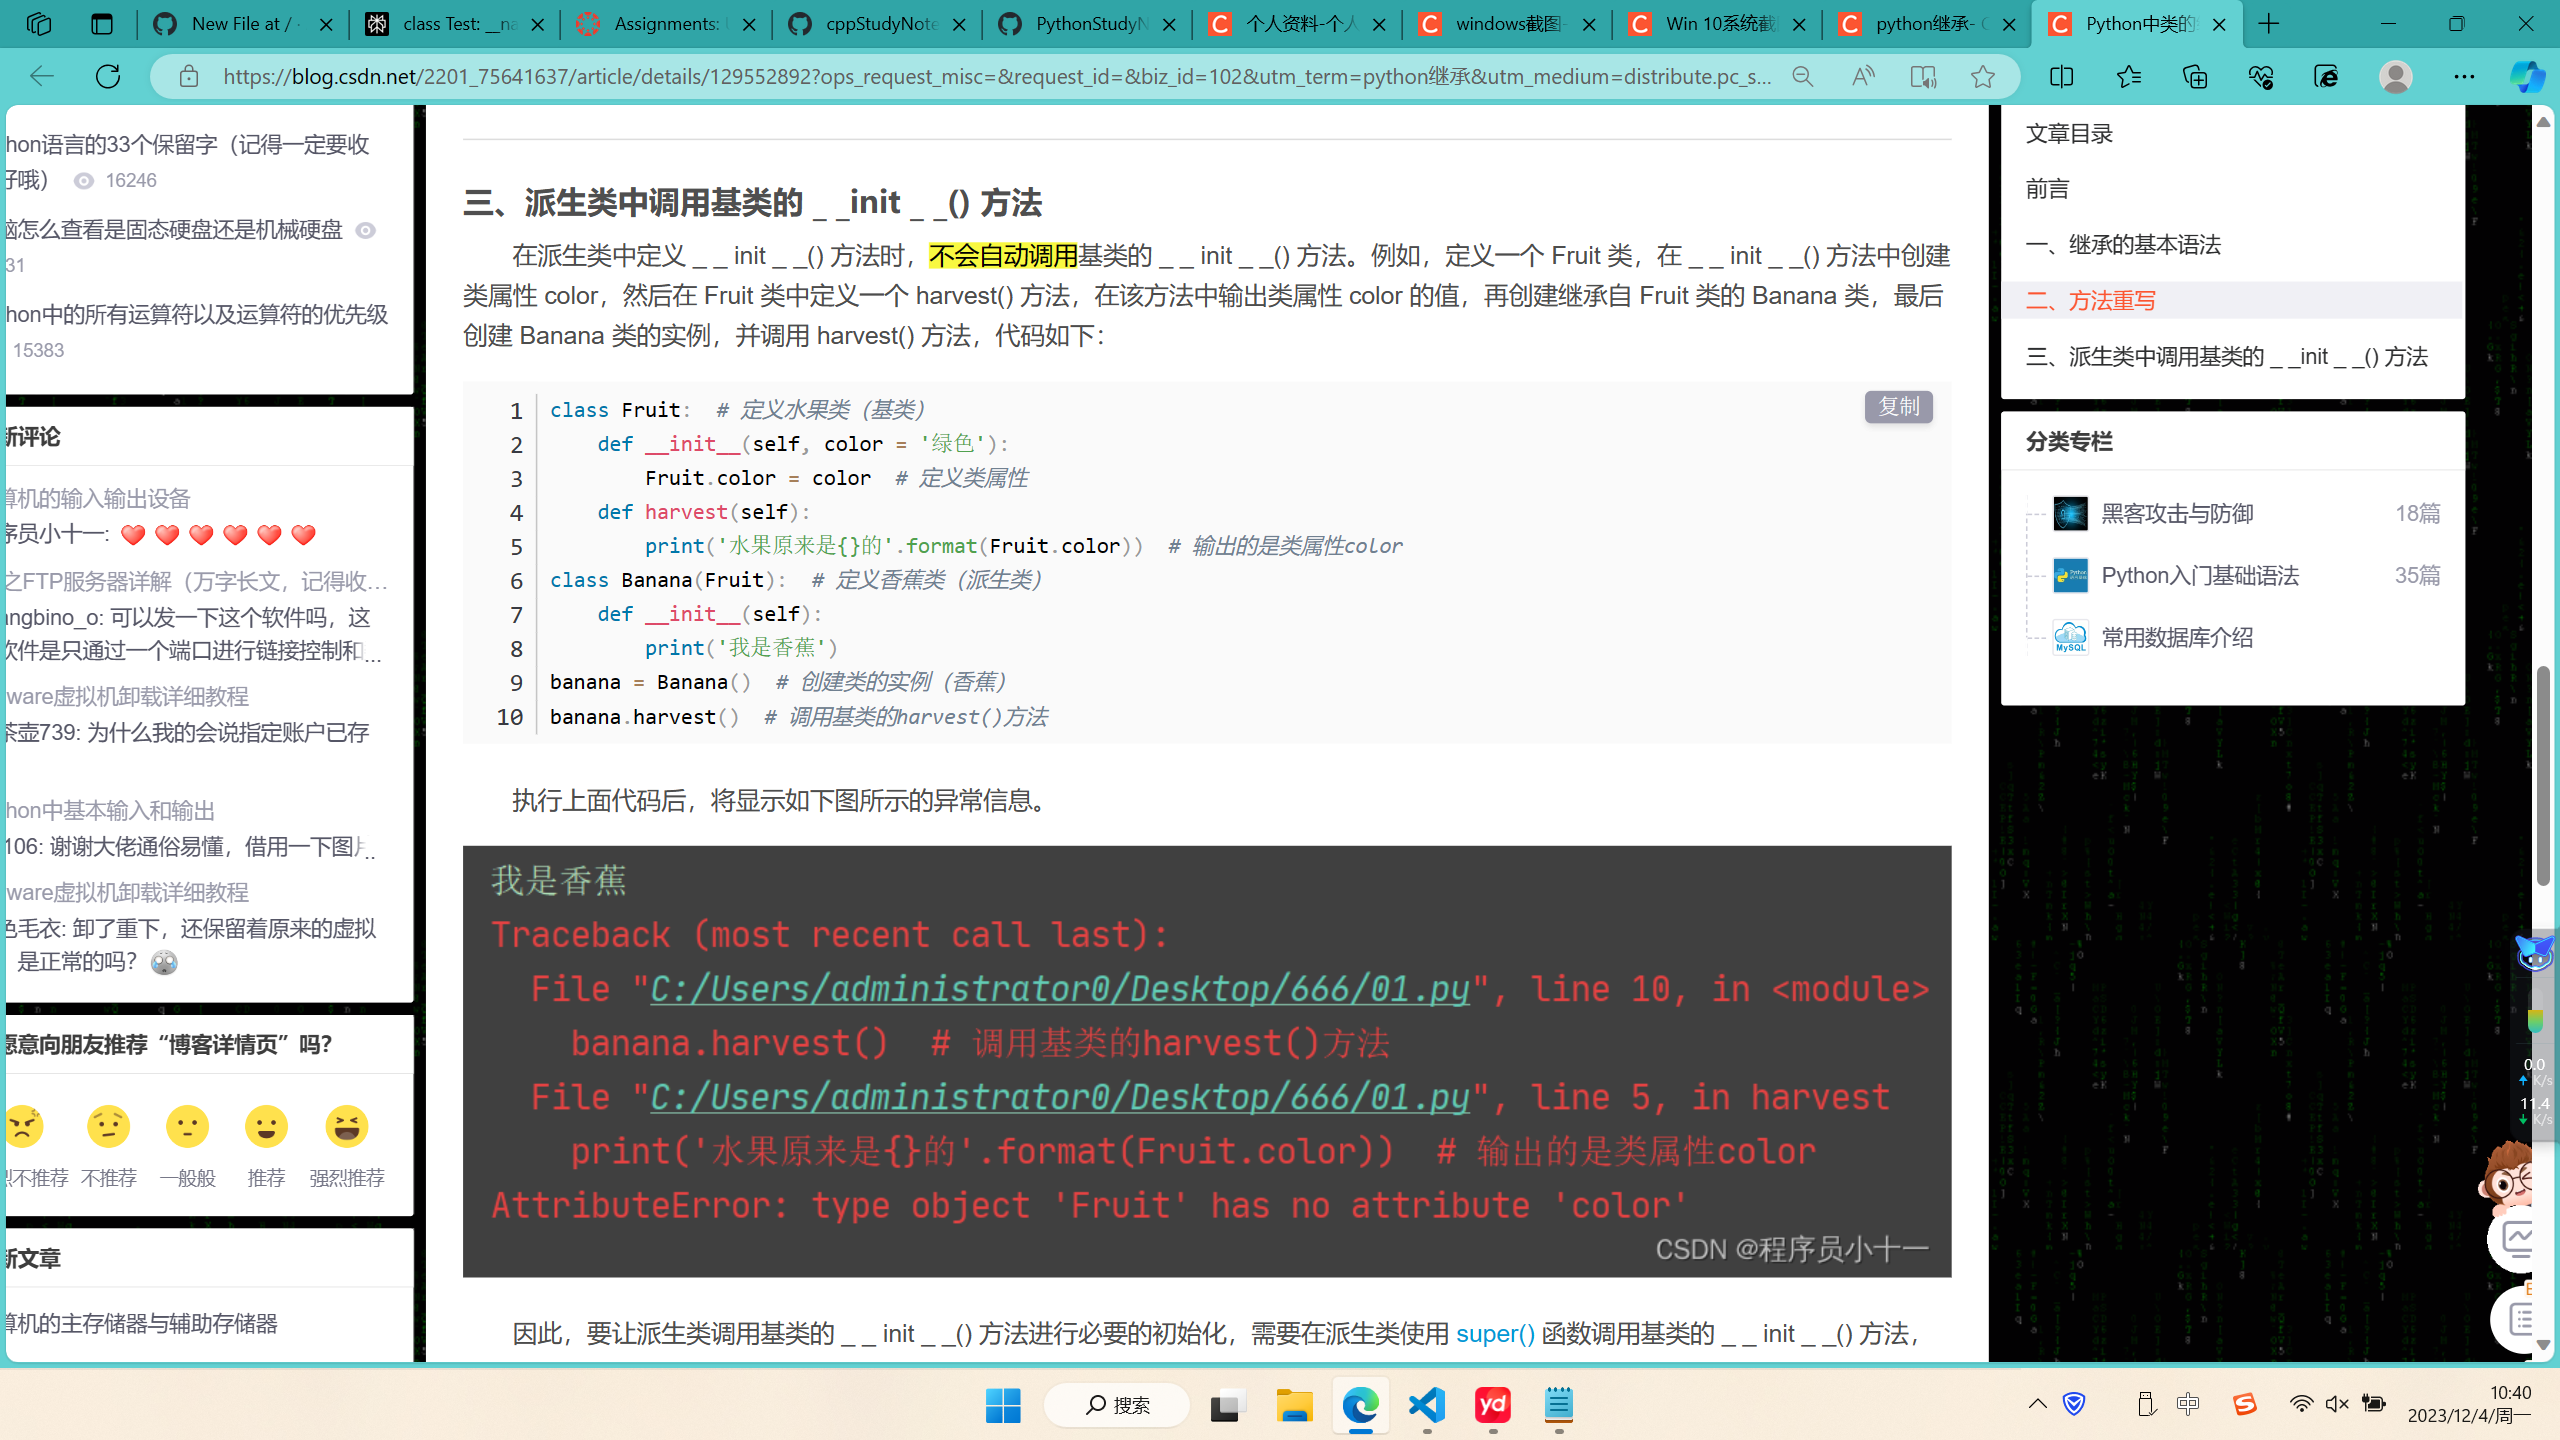 New File at / ·
class Test: __na
Assignments: 
cppStudyNote
PythonStudyN
个人资料-个人
windows截图-
Win 10系统截
python继承- C
Python中类的
https://blog.csdn.net/2201_75641637/article/details/129552892?ops_request_misc=&request_id=&biz_id=102&utm_term=python继承&utm_medium=distribute.pc_s...
hon语言的33个保留字（记得一定要收
好哦） 16246
脑怎么查看是固态硬盘还是机械硬盘
31
hon中的所有运算符以及运算符的优先级
15383
新评论
算机的输入输出设备
序员小十一: ❤❤❤❤❤❤
之FTP服务器详解（万字长文，记得收...
angbino_o: 可以发一下这个软件吗，这
软件是只通过一个端口进行链接控制和...
ware虚拟机卸载详细教程
茶壶739: 为什么我的会说指定账户已存
hon中基本输入和输出
106: 谢谢大佬通俗易懂，借用一下图片..
ware虚拟机卸载详细教程
色毛衣: 卸了重下，还保留着原来的虚拟
是正常的吗？
愿意向朋友推荐“博客详情页”吗？
烈不推荐 不推荐 一般般 推荐 强烈推荐
新文章
算机的主存储器与辅助存储器
三、派生类中调用基类的 _ _init _ _() 方法
在派生类中定义 _ _ init _ _() 方法时，不会自动调用基类的 _ _ init _ _() 方法。例如，定义一个 Fruit 类，在 _ _ init _ _() 方法中创建
类属性 color，然后在 Fruit 类中定义一个 harvest() 方法，在该方法中输出类属性 color 的值，再创建继承自 Fruit 类的 Banana 类，最后
创建 Banana 类的实例，并调用 harvest() 方法，代码如下：
复制
1 class Fruit:  # 定义水果类（基类）
2     def __init__(self, color = '绿色'):
3         Fruit.color = color  # 定义类属性
4     def harvest(self):
5         print('水果原来是{}的'.format(Fruit.color))  # 输出的是类属性color
6 class Banana(Fruit):  # 定义香蕉类（派生类）
7     def __init__(self):
8         print('我是香蕉')
9 banana = Banana()  # 创建类的实例（香蕉）
10 banana.harvest()  # 调用基类的harvest()方法
执行上面代码后，将显示如下图所示的异常信息。
我是香蕉
Traceback (most recent call last):
  File "C:/Users/administrator0/Desktop/666/01.py", line 10, in <module>
    banana.harvest()  # 调用基类的harvest()方法
  File "C:/Users/administrator0/Desktop/666/01.py", line 5, in harvest
    print('水果原来是{}的'.format(Fruit.color))  # 输出的是类属性color
AttributeError: type object 'Fruit' has no attribute 'color'
CSDN @程序员小十一
因此，要让派生类调用基类的 _ _ init _ _() 方法进行必要的初始化，需要在派生类使用 super() 函数调用基类的 _ _ init _ _() 方法，
文章目录
前言
一、继承的基本语法
二、方法重写
三、派生类中调用基类的 _ _init _ _() 方法
分类专栏
黑客攻击与防御 18篇
Python入门基础语法 35篇
MySQL 常用数据库介绍
0.0
K/s
11.4
K/s
搜索
yd
中
S
10:40
2023/12/4/周一